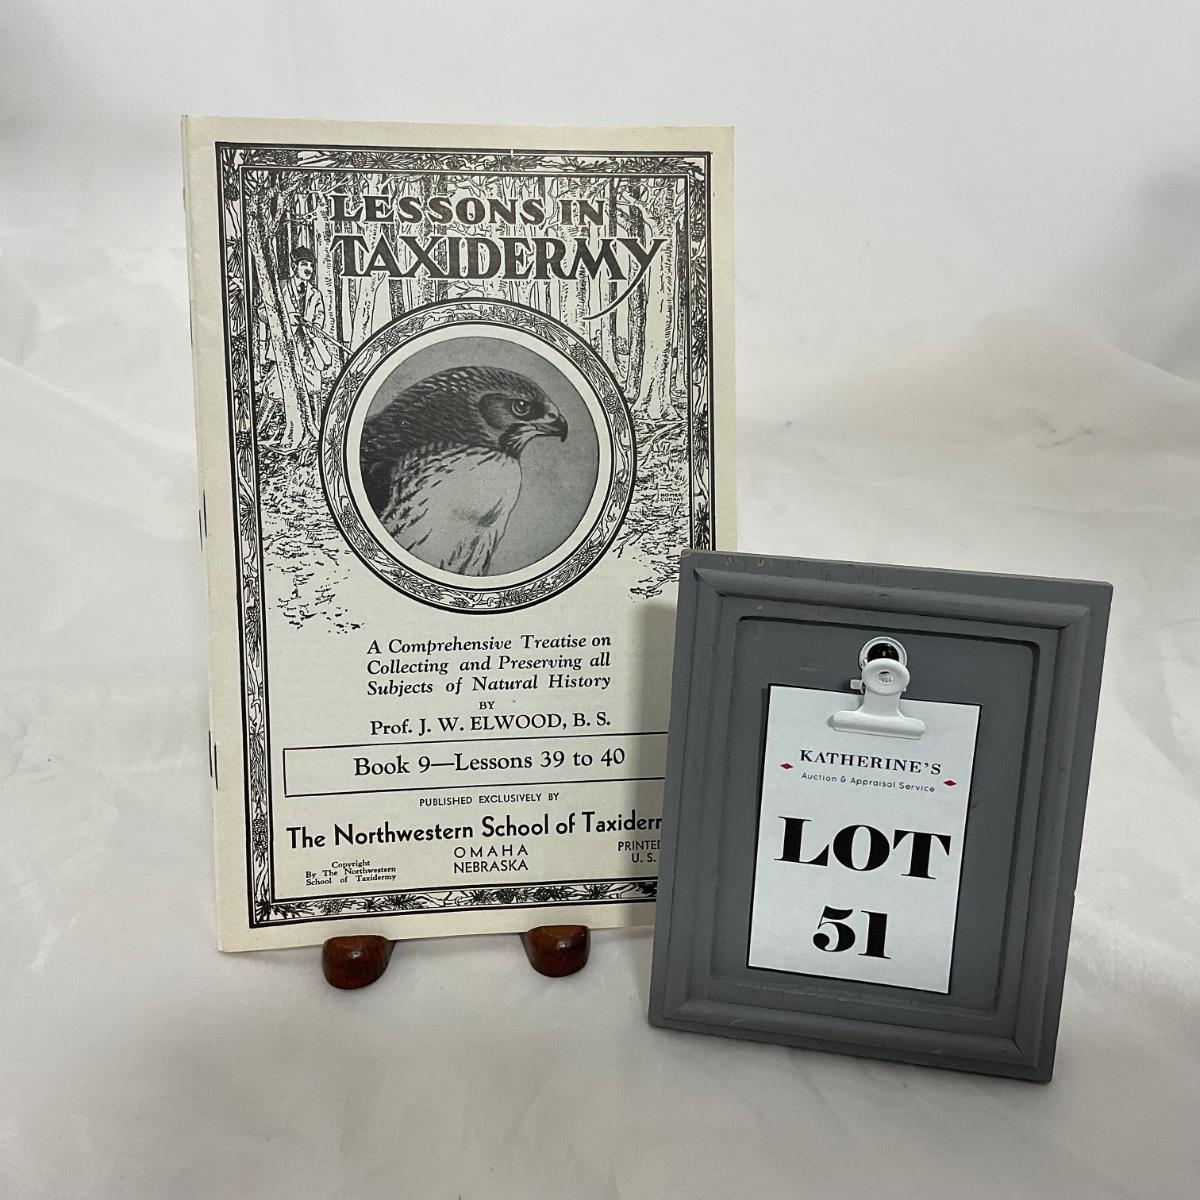 LESSONS IN
TAXIDERMY
HOMER
CONANT
A Comprehensive Treatise on
Collecting and Preserving all
Subjects of Natural History
BY
Prof. J. W. ELWOOD, B. S.
Book 9—Lessons 39 to 40
PUBLISHED EXCLUSIVELY BY
The Northwestern School of Taxiderm
Copyright
By The Northwestern
School of Taxidermy
OMAHA
NEBRASKA
PRINTED
U. S.
KATHERINE'S
Auction & Appraisal Service
LOT
51